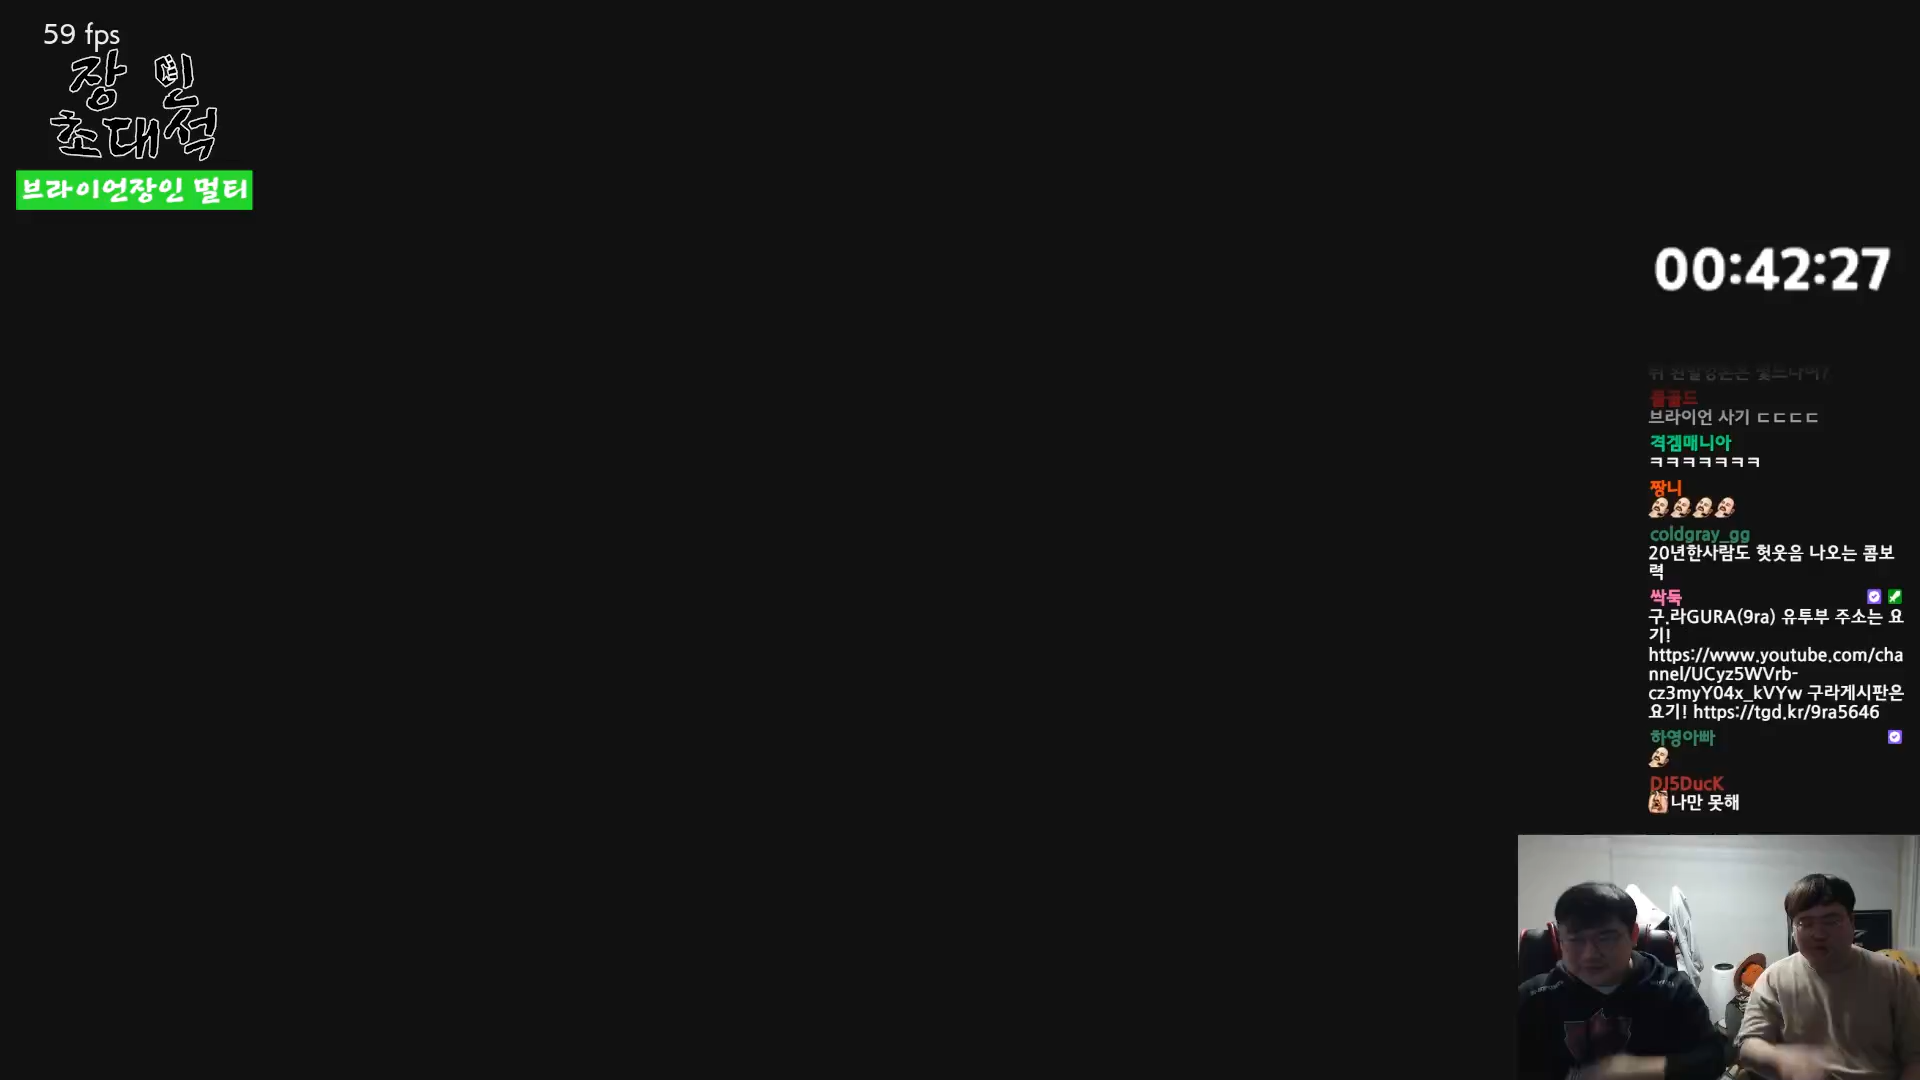 59 fps
장 인
초대석
브라이언장인 멀티
00:42:27
풀골드
브라이언 사기 ㄷㄷㄷㄷ
격겜매니아
ㅋㅋㅋㅋㅋㅋㅋ
짱니
coldgray_gg
20년한사람도 헛웃음 나오는 콤보
력
싹둑
구.라GURA(9ra) 유투부 주소는 요
기!
https://www.youtube.com/cha
nnel/UCyz5WVrb-
cz3myY04x_kVYw 구라게시판은
요기! https://tgd.kr/9ra5646
하영아빠
DJ5DucK
나만 못해